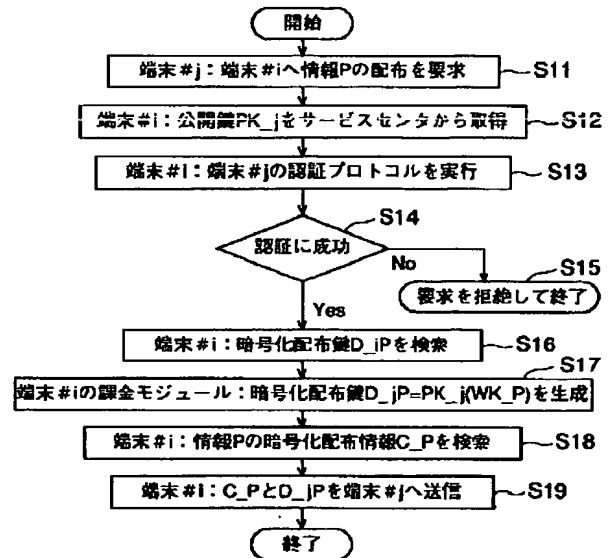 開始
端末#j:端末#iへ情報Pの配布を要求 S11
端末#i:公開鍵PK_jをサービスセンタから取得 S12
端末#i:端末#jの認証プロトコルを実行 S13
S14
認証に成功
No
S15
要求を拒絶して終了
Yes
端末#i:暗号化配布鍵D_iPを検索 S16
S17
端末#iの課金モジュール:暗号化配布鍵D_jP=PK_j(WK_P)を生成
端末#i:情報Pの暗号化配布情報C_Pを検索 S18
端末#i:C_PとD_jPを端末#jへ送信 S19
終了